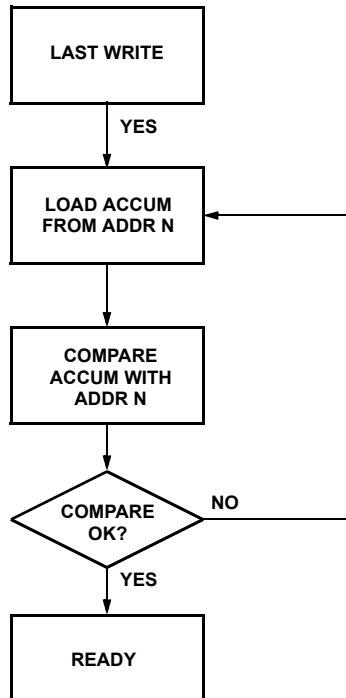 LAST WRITE
YES
LOAD ACCUM
FROM ADDR N
COMPARE
ACCUM WITH
ADDR N
COMPARE
OK?
NO
YES
READY